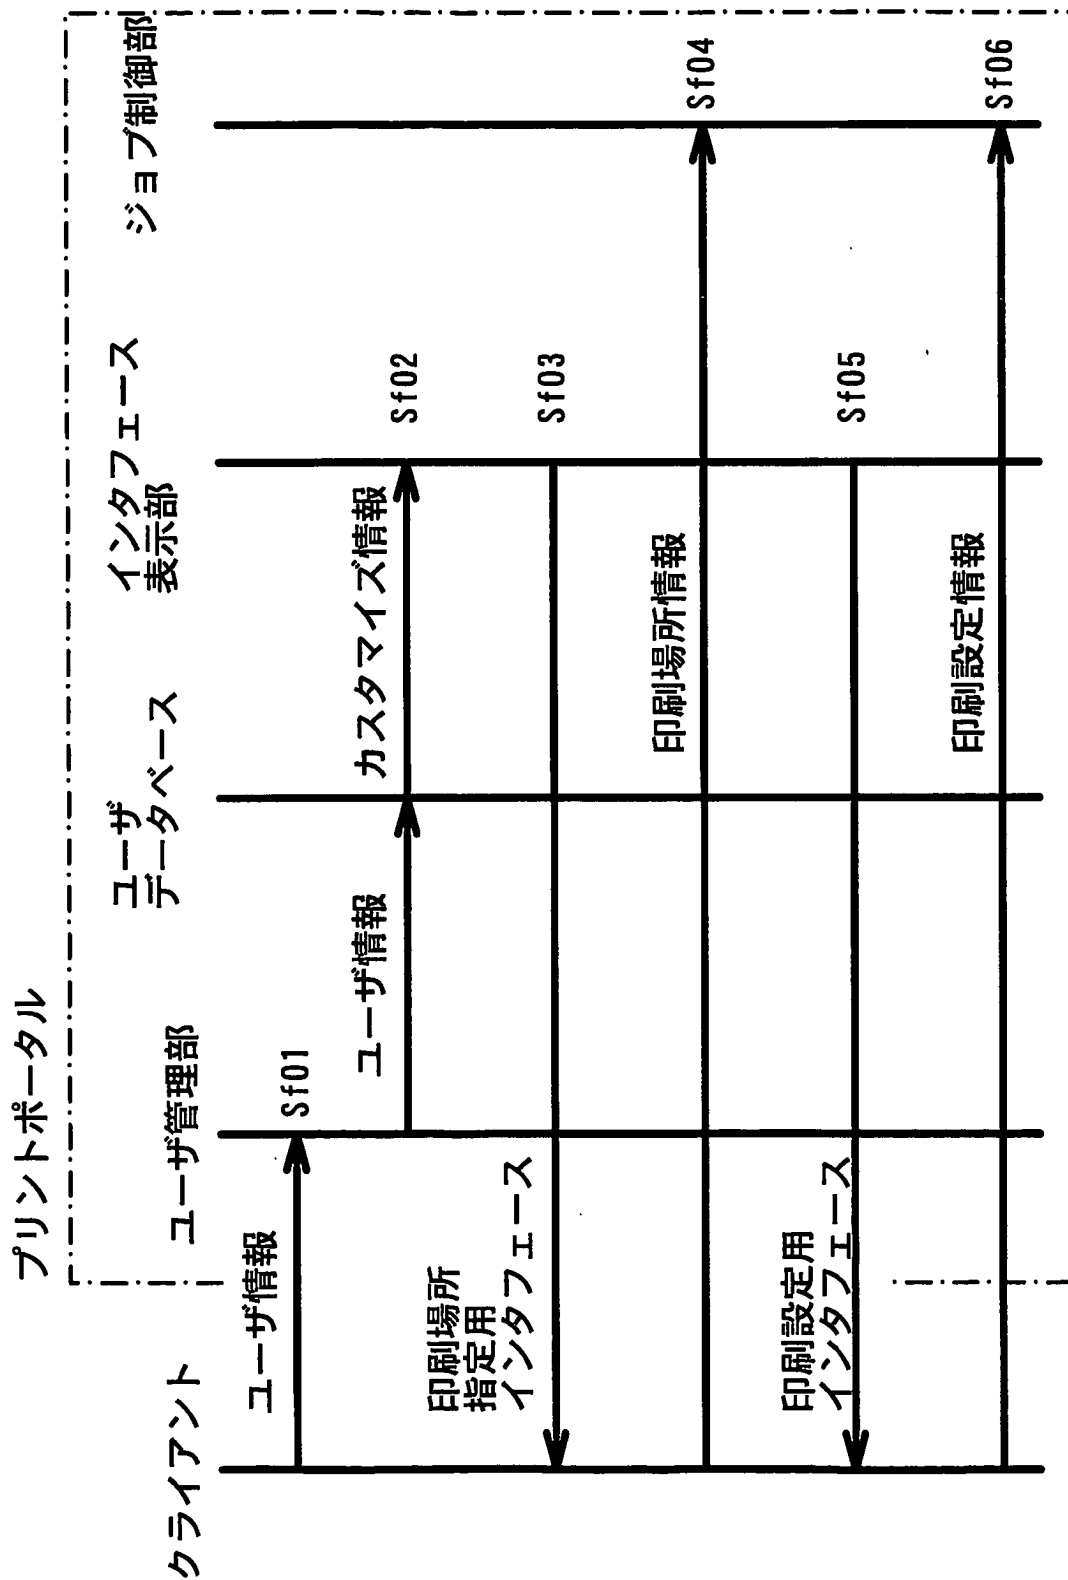 プリントポータル
クライアント
ユーザ管理部
ユーザ
データベース
インタフェース
表示部
ジョブ制御部
ユーザ情報
Sf01
ユーザ情報
カスタマイズ情報
Sf02
印刷場所
指定用
インタフェース
Sf03
印刷場所情報
Sf04
印刷設定用
インタフェース
Sf05
印刷設定情報
Sf06